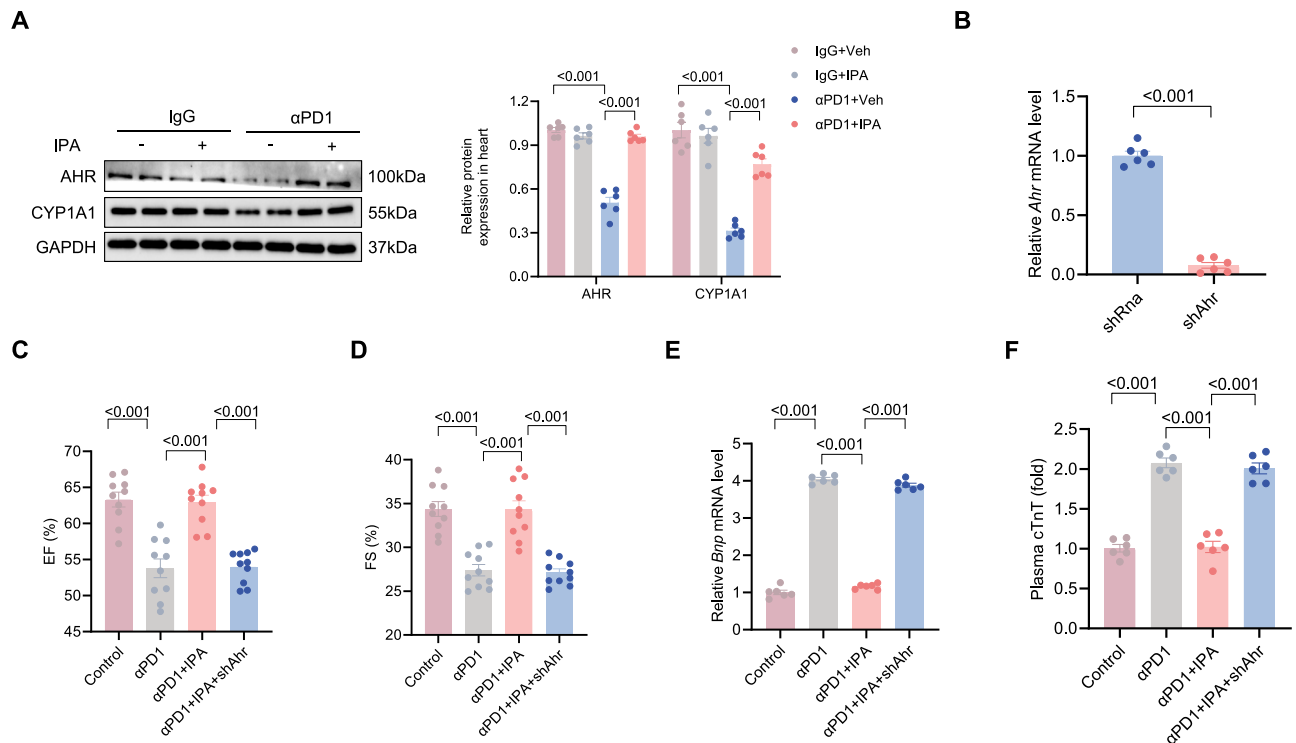 A
IgG αPD1
IPA - + - +
AHR 100kDa
CYP1A1 55kDa
GAPDH 37kDa
IgG+Veh
IgG+IPA
αPD1+Veh
αPD1+IPA
<0.001 <0.001
<0.001 <0.001
Relative protein
expression in heart
1.2
0.9
0.6
0.3
0.0
AHR CYP1A1
B
Relative Ahr mRNA level
<0.001
1.5
1.0
0.5
0.0
shRna
shAhr
C
EF (%)
<0.001 <0.001
<0.001
70
65
60
55
50
45
Control
αPD1
αPD1+IPA
αPD1+IPA+shAhr
D
FS (%)
<0.001 <0.001
<0.001
40
35
30
25
20
Control
αPD1
αPD1+IPA
αPD1+IPA+shAhr
E
Relative Bnp mRNA level
<0.001 <0.001
<0.001
5
4
3
2
1
0
Control
αPD1
αPD1+IPA
αPD1+IPA+shAhr
F
Plasma cTnT (fold)
<0.001 <0.001
<0.001
2.5
2.0
1.5
1.0
0.5
0.0
Control
αPD1
αPD1+IPA
αPD1+IPA+shAhr